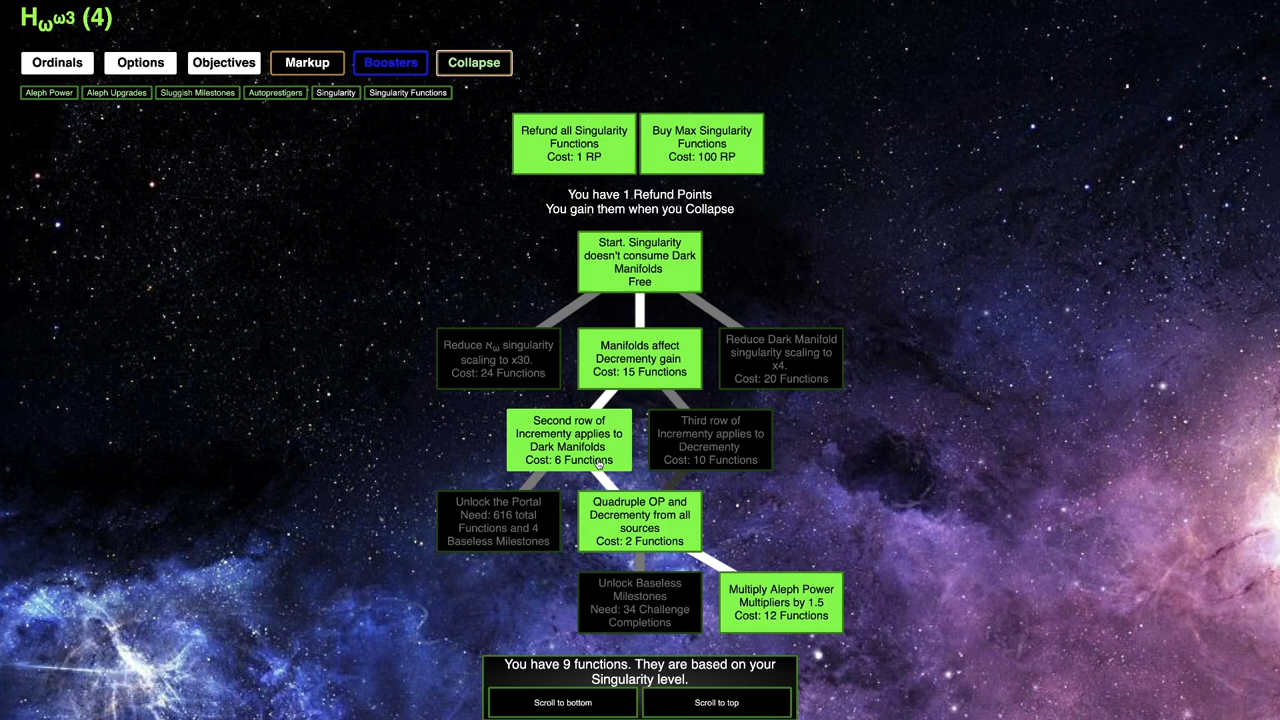 Hωω3 (4)
Ordinals
Options
Objectives
Markup
Boosters
Collapse
Aleph Power
Aleph Upgrades
Sluggish Milestones
Autoprestigers
Singularity
Singularity Functions
Refund all Singularity
Functions
Cost: 1 RP
Buy Max Singularity
Functions
Cost: 100 RP
You have 1 Refund Points
You gain them when you Collapse
Start. Singularity
doesn't consume Dark
Manifolds
Free
Reduce ℵω singularity
scaling to x30.
Cost: 24 Functions
Manifolds affect
Decrementy gain
Cost: 15 Functions
Reduce Dark Manifold
singularity scaling to
x4.
Cost: 20 Functions
Second row of
Incrementy applies to
Dark Manifolds
Cost: 6 Functions
Third row of
Incrementy applies to
Decrementy
Cost: 10 Functions
Unlock the Portal
Need: 616 total
Functions and 4
Baseless Milestones
Quadruple OP and
Decrementy from all
sources
Cost: 2 Functions
Unlock Baseless
Milestones
Need: 34 Challenge
Completions
Multiply Aleph Power
Multipliers by 1.5
Cost: 12 Functions
You have 9 functions. They are based on your
Singularity level.
Scroll to bottom
Scroll to top